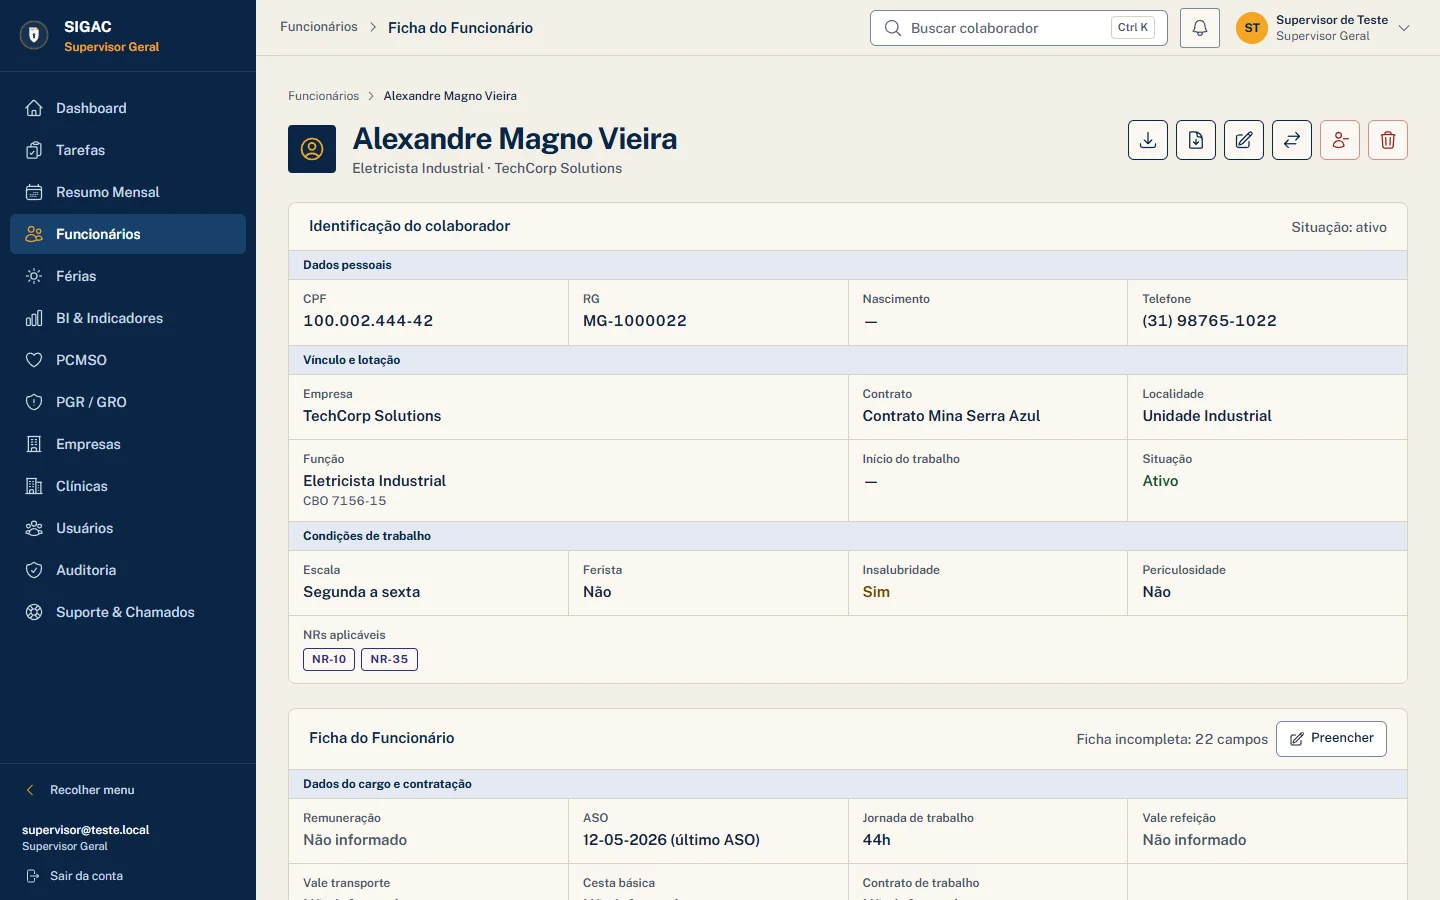 SIGAC
Supervisor Geral
Dashboard
Tarefas
Resumo Mensal
Funcionários
Férias
BI & Indicadores
PCMSO
PGR / GRO
Empresas
Clínicas
Usuários
Auditoria
Suporte & Chamados
Recolher menu
supervisor@teste.local
Supervisor Geral
Sair da conta
Funcionários > Ficha do Funcionário
Buscar colaborador Ctrl K
ST Supervisor de Teste
Supervisor Geral
Funcionários > Alexandre Magno Vieira
Alexandre Magno Vieira
Eletricista Industrial · TechCorp Solutions
Identificação do colaborador Situação: ativo
Dados pessoais
CPF RG Nascimento Telefone
100.002.444-42 MG-1000022 — (31) 98765-1022
Vínculo e lotação
Empresa Contrato Localidade
TechCorp Solutions Contrato Mina Serra Azul Unidade Industrial
Função Início do trabalho Situação
Eletricista Industrial — Ativo
CBO 7156-15
Condições de trabalho
Escala Ferista Insalubridade Periculosidade
Segunda a sexta Não Sim Não
NRs aplicáveis
NR-10 NR-35
Ficha do Funcionário Ficha incompleta: 22 campos Preencher
Dados do cargo e contratação
Remuneração ASO Jornada de trabalho Vale refeição
Não informado 12-05-2026 (último ASO) 44h Não informado
Vale transporte Cesta básica Contrato de trabalho